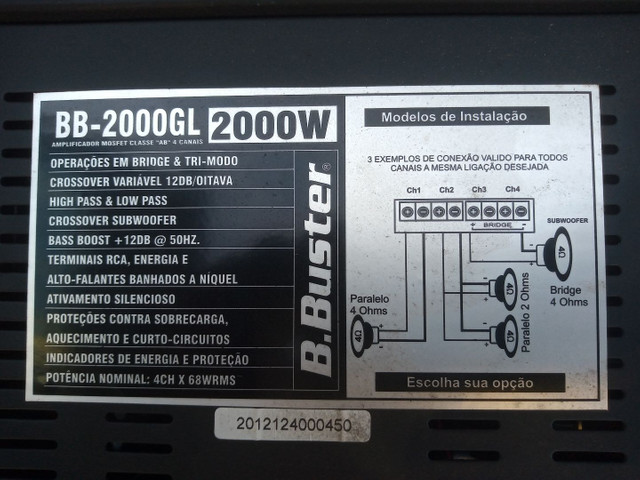 BB-2000GL 2000W
AMPLIFICADOR MOSFET CLASSE "AB" 4 CANAIS
OPERAÇÕES EM BRIDGE & TRI-MODO
CROSSOVER VARIÁVEL 12DB/OITAVA
HIGH PASS & LOW PASS
CROSSOVER SUBWOOFER
BASS BOOST +12DB @ 50HZ.
TERMINAIS RCA, ENERGIA E
ALTO-FALANTES BANHADOS A NÍQUEL
ATIVAMENTO SILENCIOSO
PROTEÇÕES CONTRA SOBRECARGA,
AQUECIMENTO E CURTO-CIRCUITOS
INDICADORES DE ENERGIA E PROTEÇÃO
POTÊNCIA NOMINAL: 4CH X 68WRMS
B.Buster®
Modelos de Instalação
3 EXEMPLOS DE CONEXÃO VALIDO PARA TODOS
CANAIS A MESMA LIGAÇÃO DESEJADA
Ch1 Ch2 Ch3 Ch4
BRIDGE
SUBWOOFER
4Ω
Bridge
4 Ohms
Paralelo
4 Ohms
4Ω
4Ω
4Ω
Paralelo 2 Ohms
Escolha sua opção
2012124000450